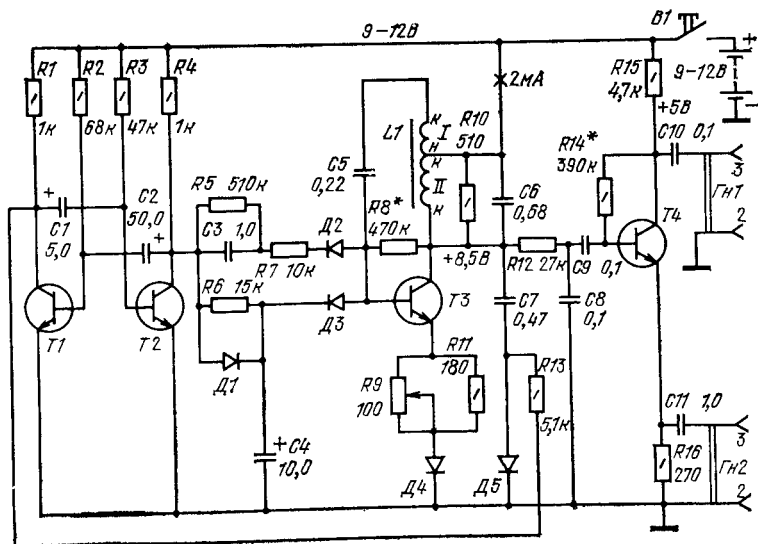 9-12В
В1
R1
R2
R3
R4
1к
68к
47к
1к
2мА
R15
4,7к
+5В
9-12В
+
−
C10 0,1
R10
510
L1
к
I
н
н
II
к
C5
0,22
R14*
390к
3
Гн1
2
R5
510к
C2
50,0
+
C1
5,0
+
C3
1,0
R7
10к
Д2
R8*
470к
C6
0,68
+8,5В
R12
27к
C9
0,1
T4
R6
15к
Д3
T3
C7
0,47
C8
0,1
T1
T2
Д1
R9
100
R11
180
R13
5,1к
C11
1,0
+
C4
10,0
3
Гн2
R16
270
2
Д4
Д5